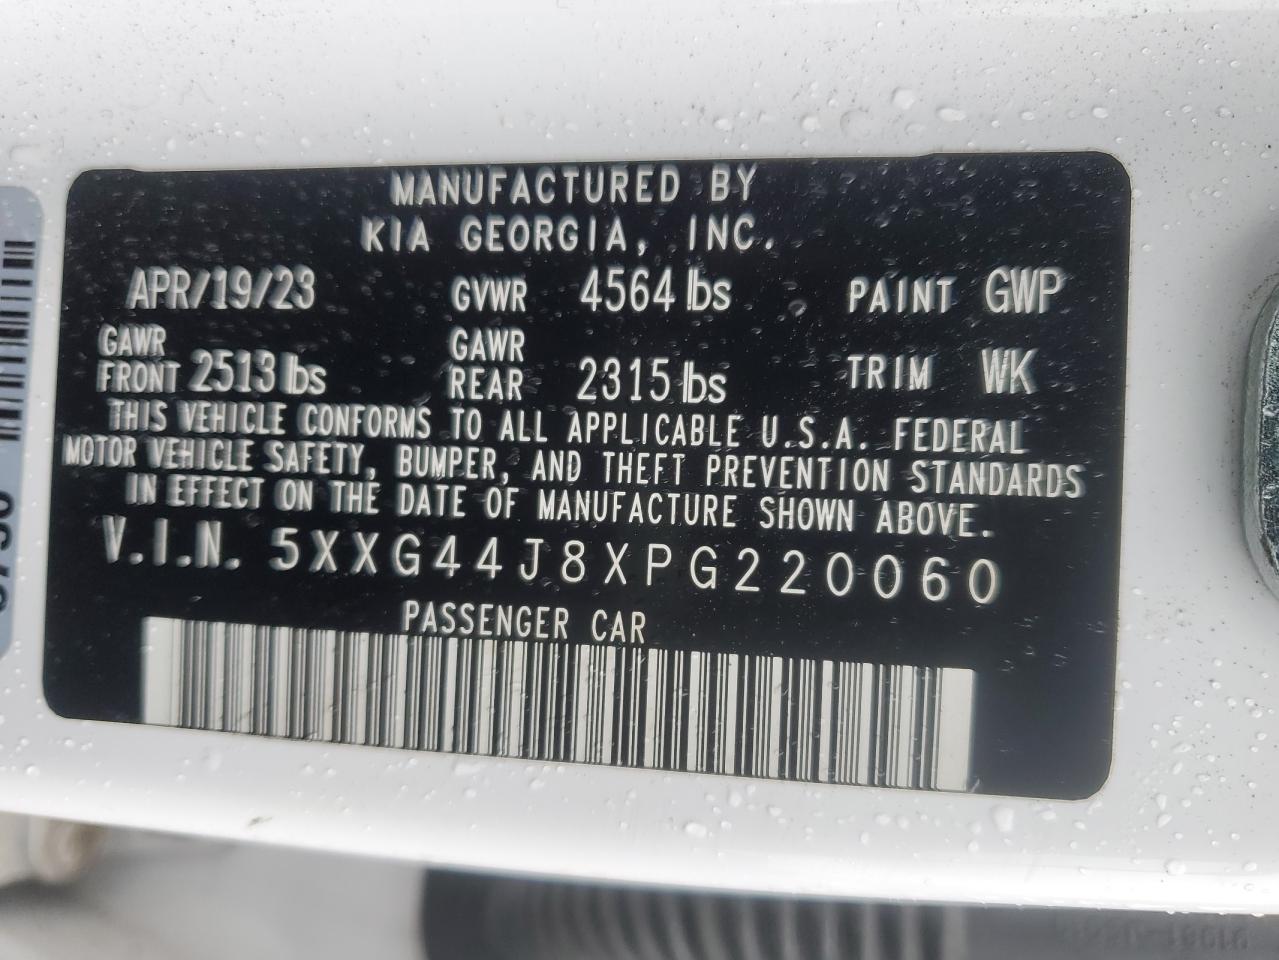 MANUFACTURED BY
KIA GEORGIA, INC.
APR/19/23 GVWR 4564 lbs PAINT GWP
GAWR FRONT 2513 lbs GAWR REAR 2315 lbs TRIM WK
THIS VEHICLE CONFORMS TO ALL APPLICABLE U.S.A. FEDERAL
MOTOR VEHICLE SAFETY, BUMPER, AND THEFT PREVENTION STANDARDS
IN EFFECT ON THE DATE OF MANUFACTURE SHOWN ABOVE.
V.I.N. 5XXG44J8XPG220060
PASSENGER CAR